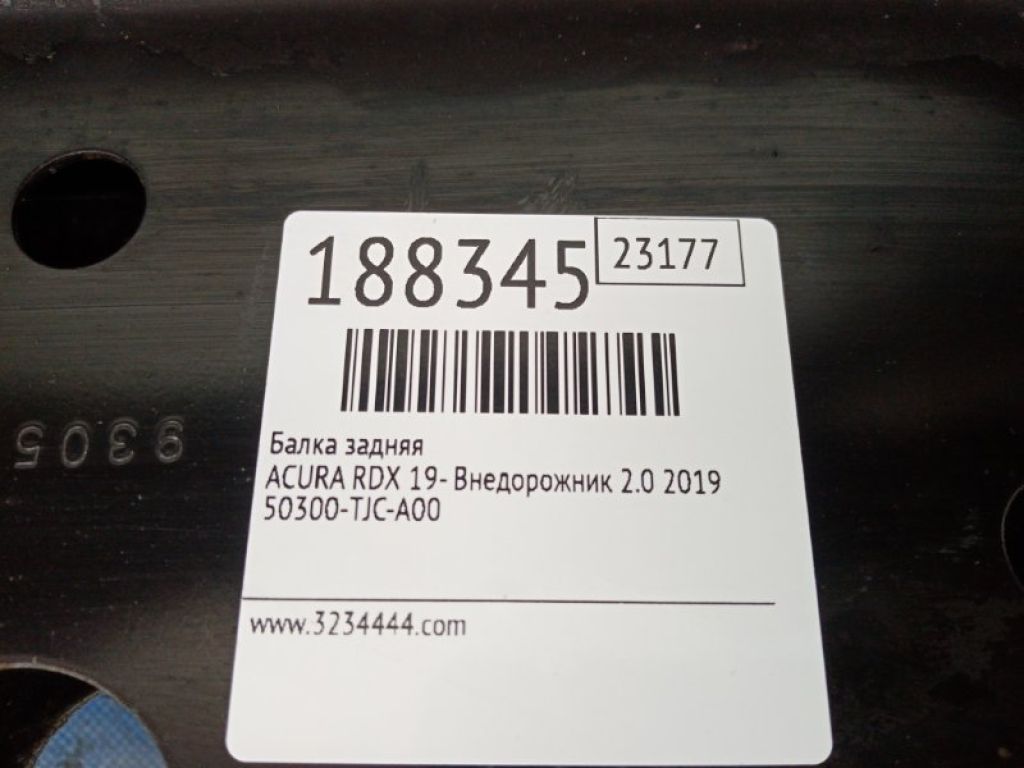 188345
23177
Балка задняя
ACURA RDX 19- Внедорожник 2.0 2019
50300-TJC-A00
www.3234444.com